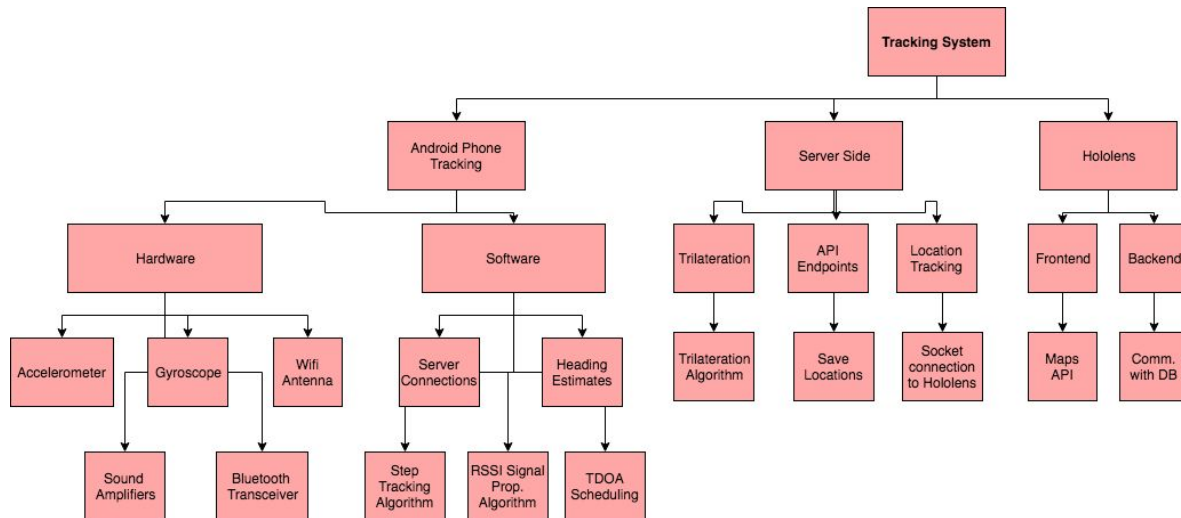 Tracking System
Android Phone
Tracking
Server Side
Hololens
Hardware
Software
Trilateration
API
Endpoints
Location
Tracking
Frontend
Backend
Accelerometer
Gyroscope
Wifi
Antenna
Server
Connections
Heading
Estimates
Trilateration
Algorithm
Save
Locations
Socket
connection
to Hololens
Maps
API
Comm.
with DB
Sound
Amplifiers
Bluetooth
Transceiver
Step
Tracking
Algorithm
RSSI Signal
Prop.
Algorithm
TDOA
Scheduling